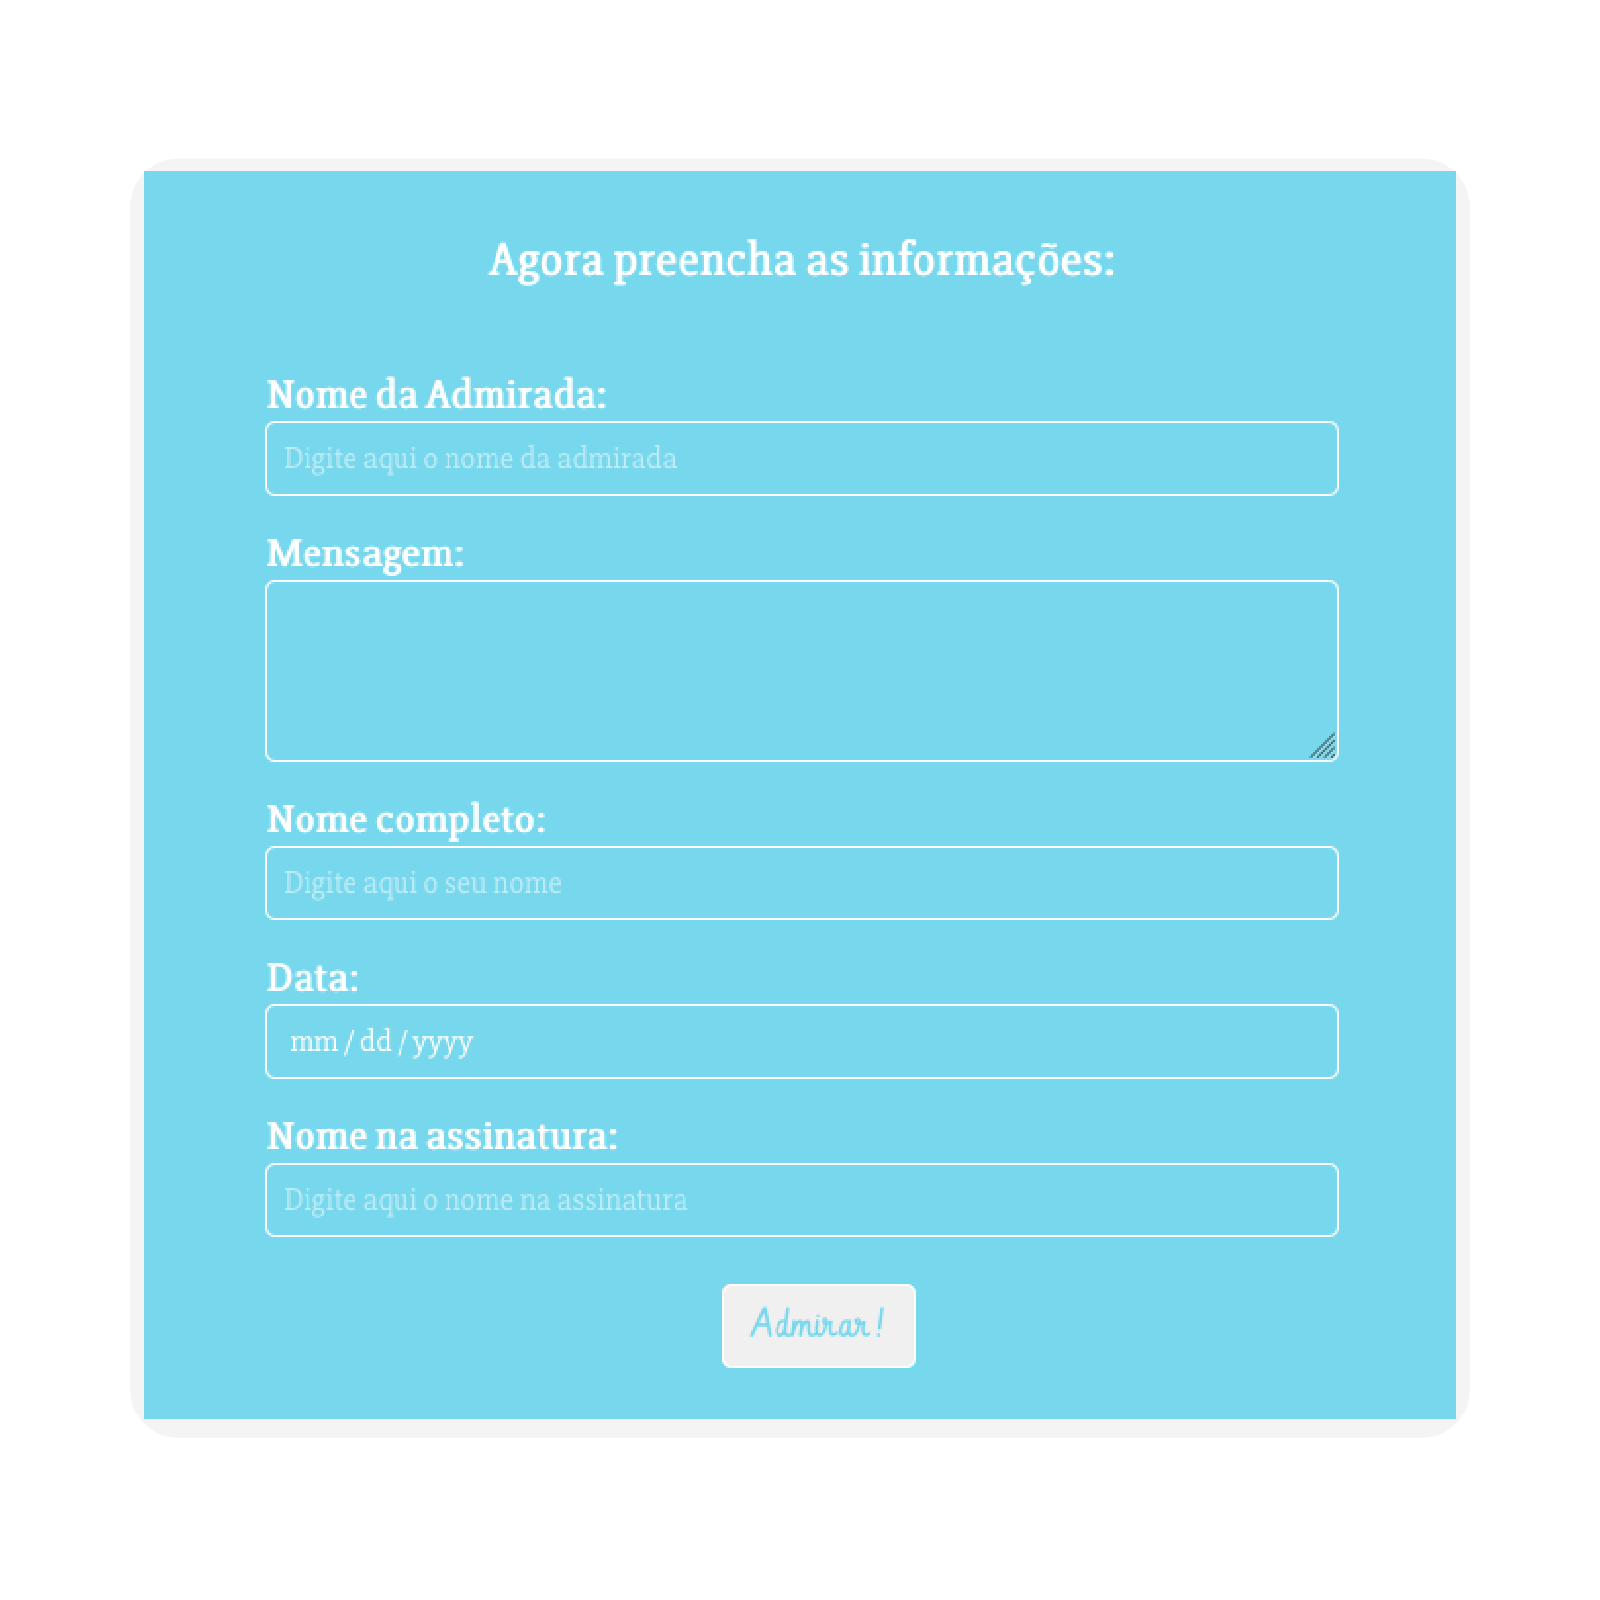 Agora preencha as informações:
Nome da Admirada:
Digite aqui o nome da admirada
Mensagem:
Nome completo:
Digite aqui o seu nome
Data:
mm / dd / yyyy
Nome na assinatura:
Digite aqui o nome na assinatura
Admirar!